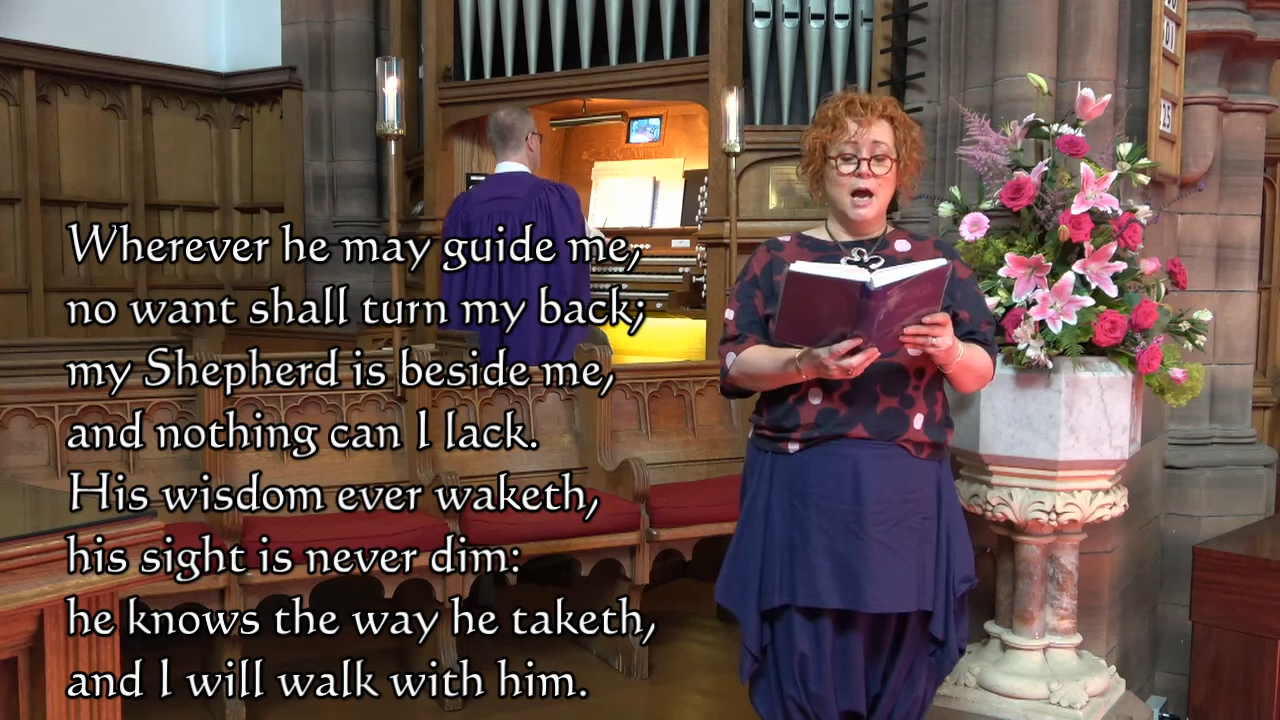 Wherever he may guide me,
no want shall turn my back;
my Shepherd is beside me,
and nothing can I lack.
His wisdom ever waketh,
his sight is never dim:
he knows the way he taketh,
and I will walk with him.